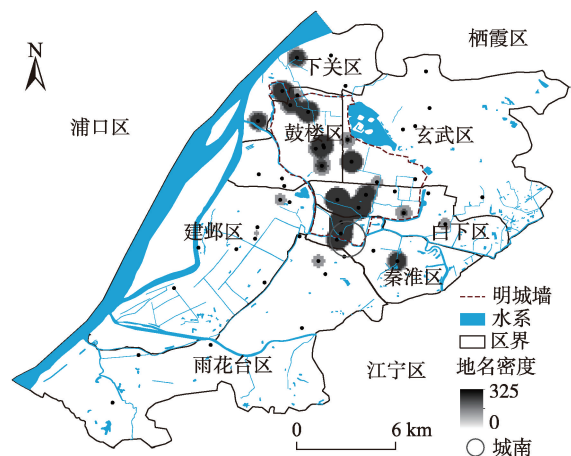 N
栖霞区
下关区
浦口区
鼓楼区
玄武区
建邺区
白下区
秦淮区
雨花台区
江宁区
明城墙
水系
区界
地名密度
325
0
城南
0 6 km